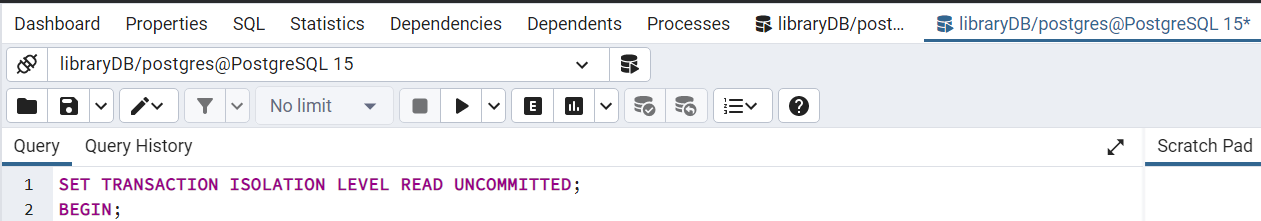 Dashboard Properties SQL Statistics Dependencies Dependents Processes libraryDB/post... libraryDB/postgres@PostgreSQL 15*
libraryDB/postgres@PostgreSQL 15
No limit E
Query Query History Scratch Pad
1 SET TRANSACTION ISOLATION LEVEL READ UNCOMMITTED;
2 BEGIN;